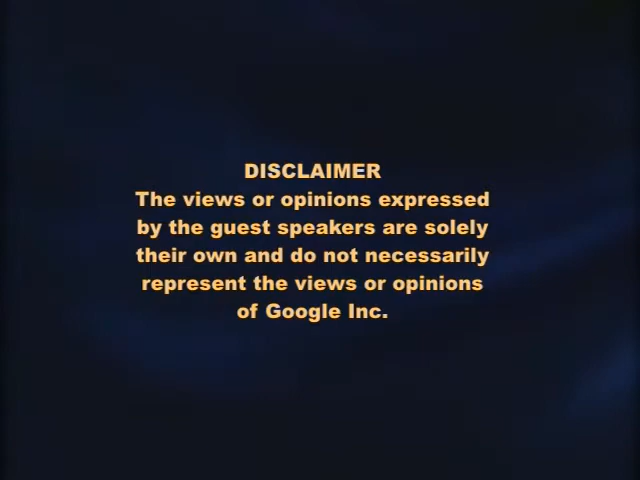 DISCLAIMER
The views or opinions expressed
by the guest speakers are solely
their own and do not necessarily
represent the views or opinions
of Google Inc.